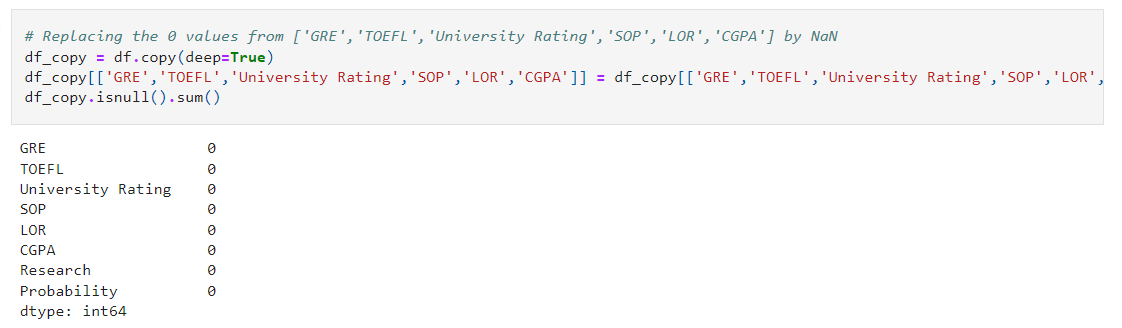 # Replacing the 0 values from ['GRE','TOEFL','University Rating','SOP','LOR','CGPA'] by NaN
df_copy = df.copy(deep=True)
df_copy[['GRE','TOEFL','University Rating','SOP','LOR','CGPA']] = df_copy[['GRE','TOEFL','University Rating','SOP','LOR',
df_copy.isnull().sum()
GRE 0
TOEFL 0
University Rating 0
SOP 0
LOR 0
CGPA 0
Research 0
Probability 0
dtype: int64